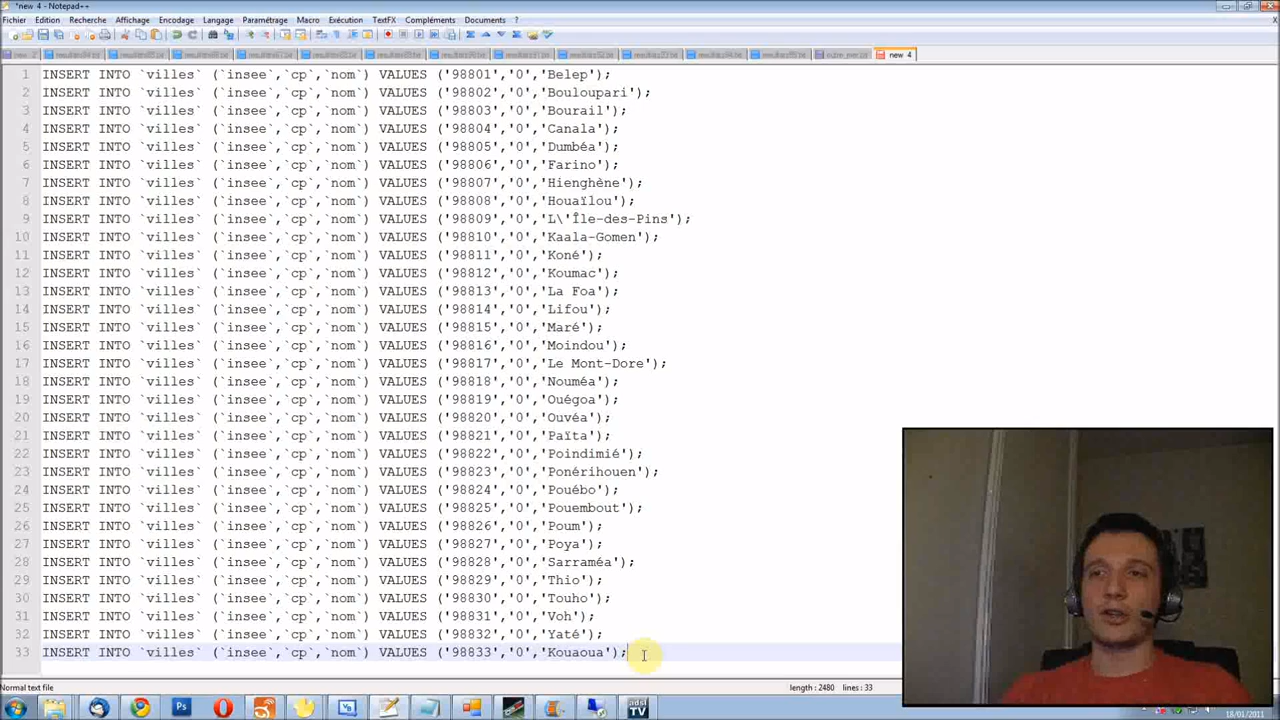 *new 4 - Notepad++
Fichier Edition Recherche Affichage Encodage Langage Paramétrage Macro Exécution TextFX Compléments Documents ?
new 4
1 INSERT INTO `villes` (`insee`,`cp`,`nom`) VALUES ('98801','0','Belep');
2 INSERT INTO `villes` (`insee`,`cp`,`nom`) VALUES ('98802','0','Bouloupari');
3 INSERT INTO `villes` (`insee`,`cp`,`nom`) VALUES ('98803','0','Bourail');
4 INSERT INTO `villes` (`insee`,`cp`,`nom`) VALUES ('98804','0','Canala');
5 INSERT INTO `villes` (`insee`,`cp`,`nom`) VALUES ('98805','0','Dumbéa');
6 INSERT INTO `villes` (`insee`,`cp`,`nom`) VALUES ('98806','0','Farino');
7 INSERT INTO `villes` (`insee`,`cp`,`nom`) VALUES ('98807','0','Hienghène');
8 INSERT INTO `villes` (`insee`,`cp`,`nom`) VALUES ('98808','0','Houaïlou');
9 INSERT INTO `villes` (`insee`,`cp`,`nom`) VALUES ('98809','0','L\'Île-des-Pins');
10 INSERT INTO `villes` (`insee`,`cp`,`nom`) VALUES ('98810','0','Kaala-Gomen');
11 INSERT INTO `villes` (`insee`,`cp`,`nom`) VALUES ('98811','0','Koné');
12 INSERT INTO `villes` (`insee`,`cp`,`nom`) VALUES ('98812','0','Koumac');
13 INSERT INTO `villes` (`insee`,`cp`,`nom`) VALUES ('98813','0','La Foa');
14 INSERT INTO `villes` (`insee`,`cp`,`nom`) VALUES ('98814','0','Lifou');
15 INSERT INTO `villes` (`insee`,`cp`,`nom`) VALUES ('98815','0','Maré');
16 INSERT INTO `villes` (`insee`,`cp`,`nom`) VALUES ('98816','0','Moindou');
17 INSERT INTO `villes` (`insee`,`cp`,`nom`) VALUES ('98817','0','Le Mont-Dore');
18 INSERT INTO `villes` (`insee`,`cp`,`nom`) VALUES ('98818','0','Nouméa');
19 INSERT INTO `villes` (`insee`,`cp`,`nom`) VALUES ('98819','0','Ouégoa');
20 INSERT INTO `villes` (`insee`,`cp`,`nom`) VALUES ('98820','0','Ouvéa');
21 INSERT INTO `villes` (`insee`,`cp`,`nom`) VALUES ('98821','0','Païta');
22 INSERT INTO `villes` (`insee`,`cp`,`nom`) VALUES ('98822','0','Poindimié');
23 INSERT INTO `villes` (`insee`,`cp`,`nom`) VALUES ('98823','0','Ponérihouen');
24 INSERT INTO `villes` (`insee`,`cp`,`nom`) VALUES ('98824','0','Pouébo');
25 INSERT INTO `villes` (`insee`,`cp`,`nom`) VALUES ('98825','0','Pouembout');
26 INSERT INTO `villes` (`insee`,`cp`,`nom`) VALUES ('98826','0','Poum');
27 INSERT INTO `villes` (`insee`,`cp`,`nom`) VALUES ('98827','0','Poya');
28 INSERT INTO `villes` (`insee`,`cp`,`nom`) VALUES ('98828','0','Sarraméa');
29 INSERT INTO `villes` (`insee`,`cp`,`nom`) VALUES ('98829','0','Thio');
30 INSERT INTO `villes` (`insee`,`cp`,`nom`) VALUES ('98830','0','Touho');
31 INSERT INTO `villes` (`insee`,`cp`,`nom`) VALUES ('98831','0','Voh');
32 INSERT INTO `villes` (`insee`,`cp`,`nom`) VALUES ('98832','0','Yaté');
33 INSERT INTO `villes` (`insee`,`cp`,`nom`) VALUES ('98833','0','Kouaoua');
Normal text file length : 2480 lines : 33
Ps adsl TV 18/01/2011